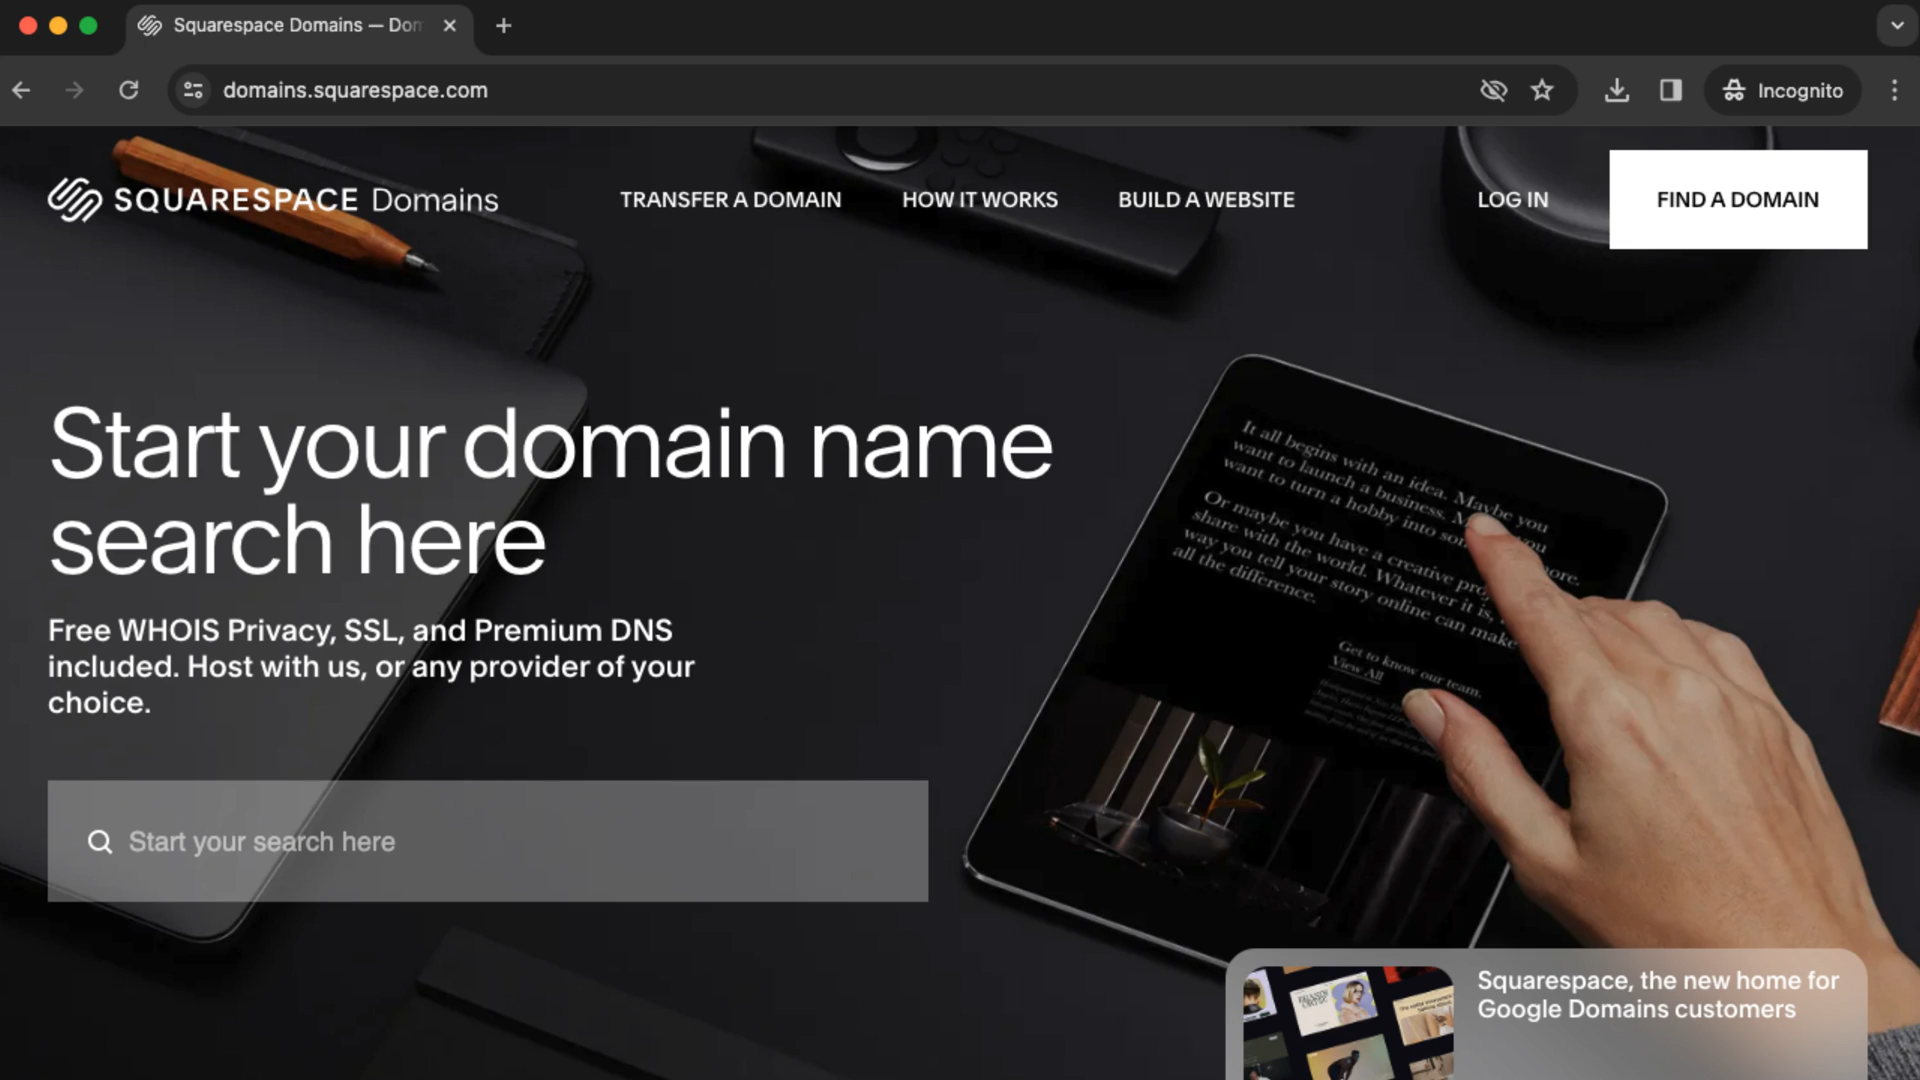 Squarespace Domains — Don
domains.squarespace.com
Incognito
SQUARESPACE Domains
TRANSFER A DOMAIN
HOW IT WORKS
BUILD A WEBSITE
LOG IN
FIND A DOMAIN
Start your domain name
search here
Free WHOIS Privacy, SSL, and Premium DNS
included. Host with us, or any provider of your
choice.
Start your search here
It all begins with an idea. Maybe you
want to launch a business. you
want to turn a hobby into more.
Or maybe you have a creative
share with the world. Whatever it is,
way you tell your story online can make
all the difference.
Get to know our team.
View All
Squarespace, the new home for
Google Domains customers